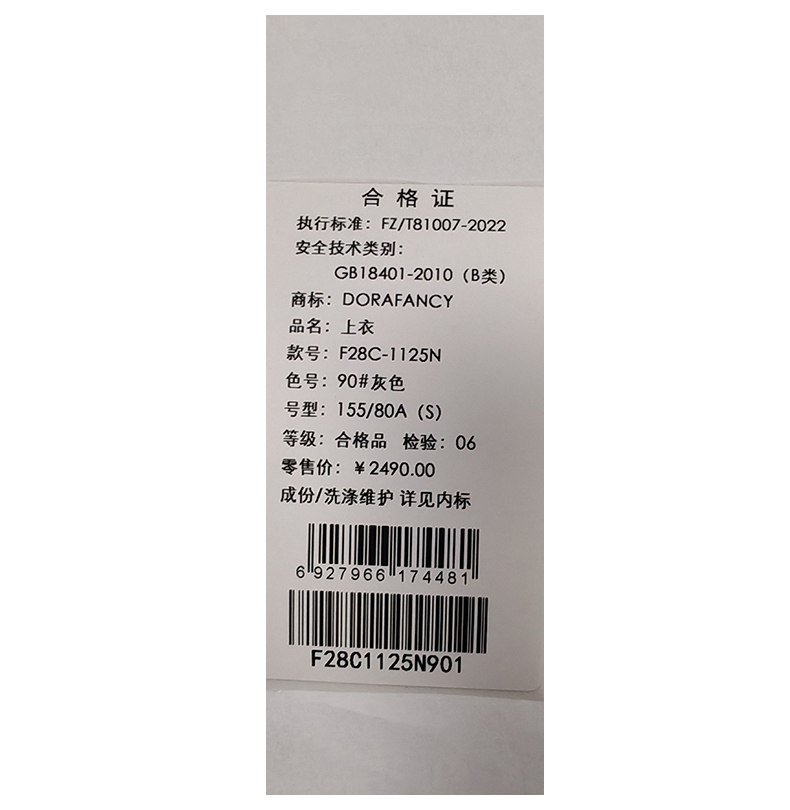 合格证
执行标准：FZ/T81007-2022
安全技术类别：
GB18401-2010（B类）
商标：DORAFANCY
品名：上衣
款号：F28C-1125N
色号：90#灰色
号型：155/80A（S）
等级：合格品 检验：06
零售价：￥2490.00
成份/洗涤维护 详见内标
6 927966 174481
F28C1125N901